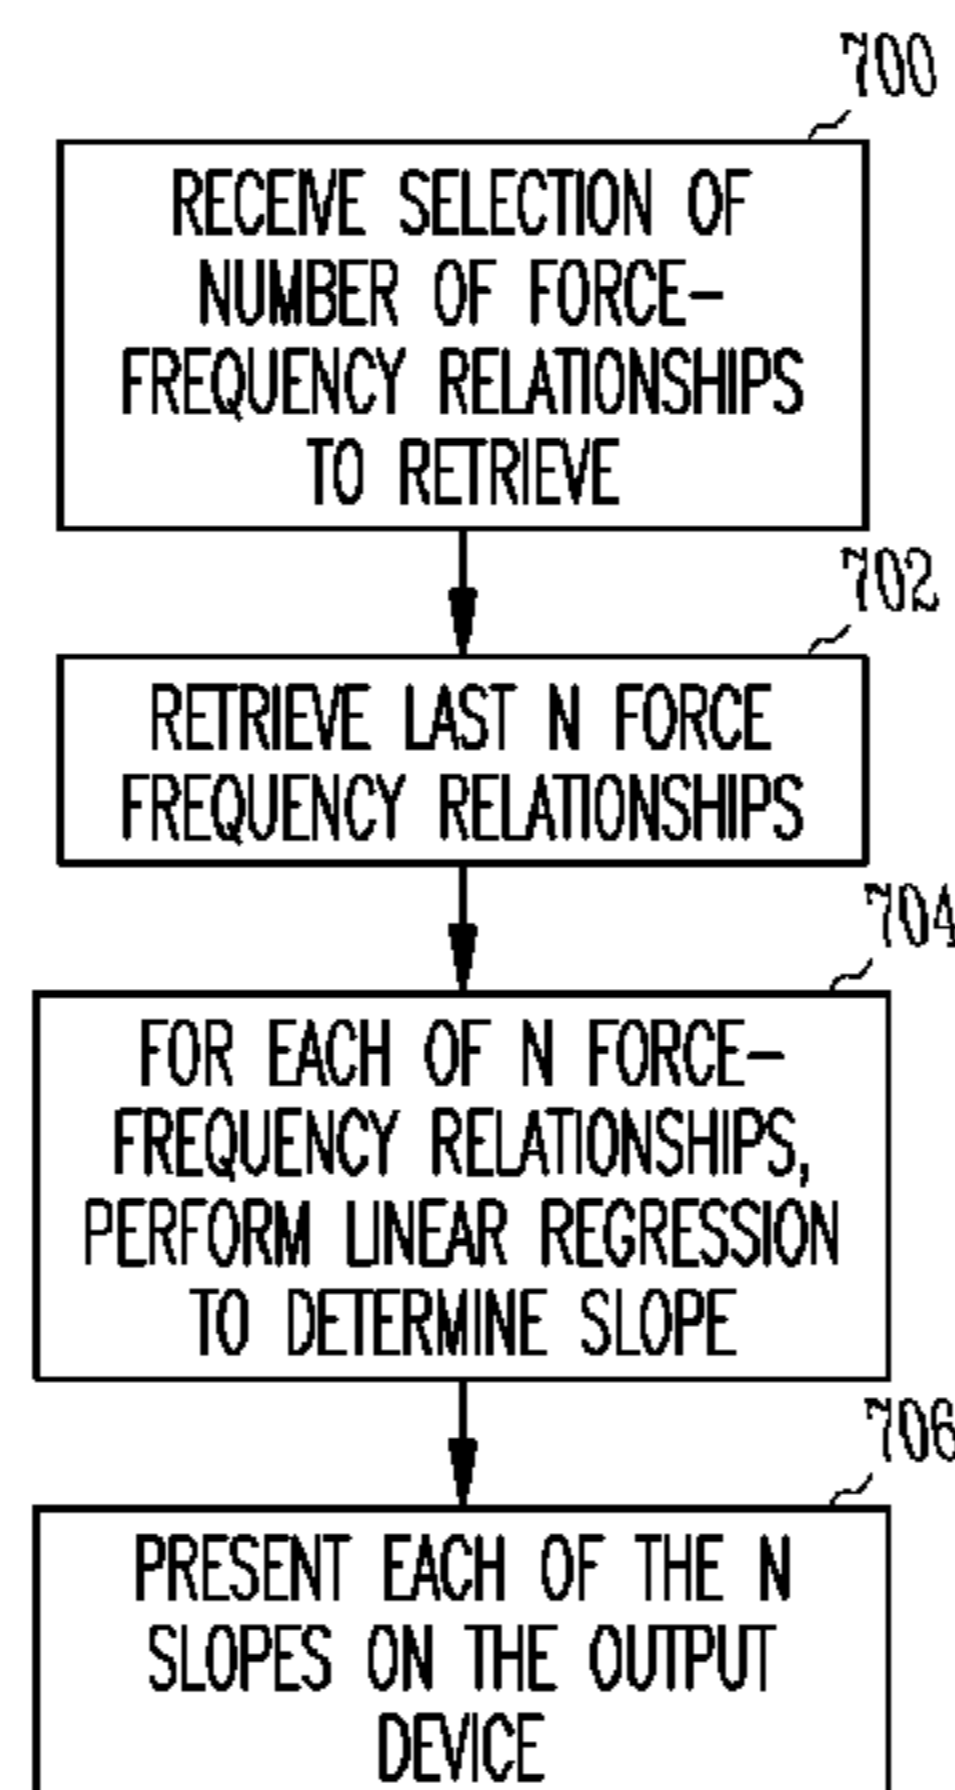 700
RECEIVE SELECTION OF
NUMBER OF FORCE-
FREQUENCY RELATIONSHIPS
TO RETRIEVE
702
RETRIEVE LAST N FORCE
FREQUENCY RELATIONSHIPS
704
FOR EACH OF N FORCE-
FREQUENCY RELATIONSHIPS,
PERFORM LINEAR REGRESSION
TO DETERMINE SLOPE
706
PRESENT EACH OF THE N
SLOPES ON THE OUTPUT
DEVICE